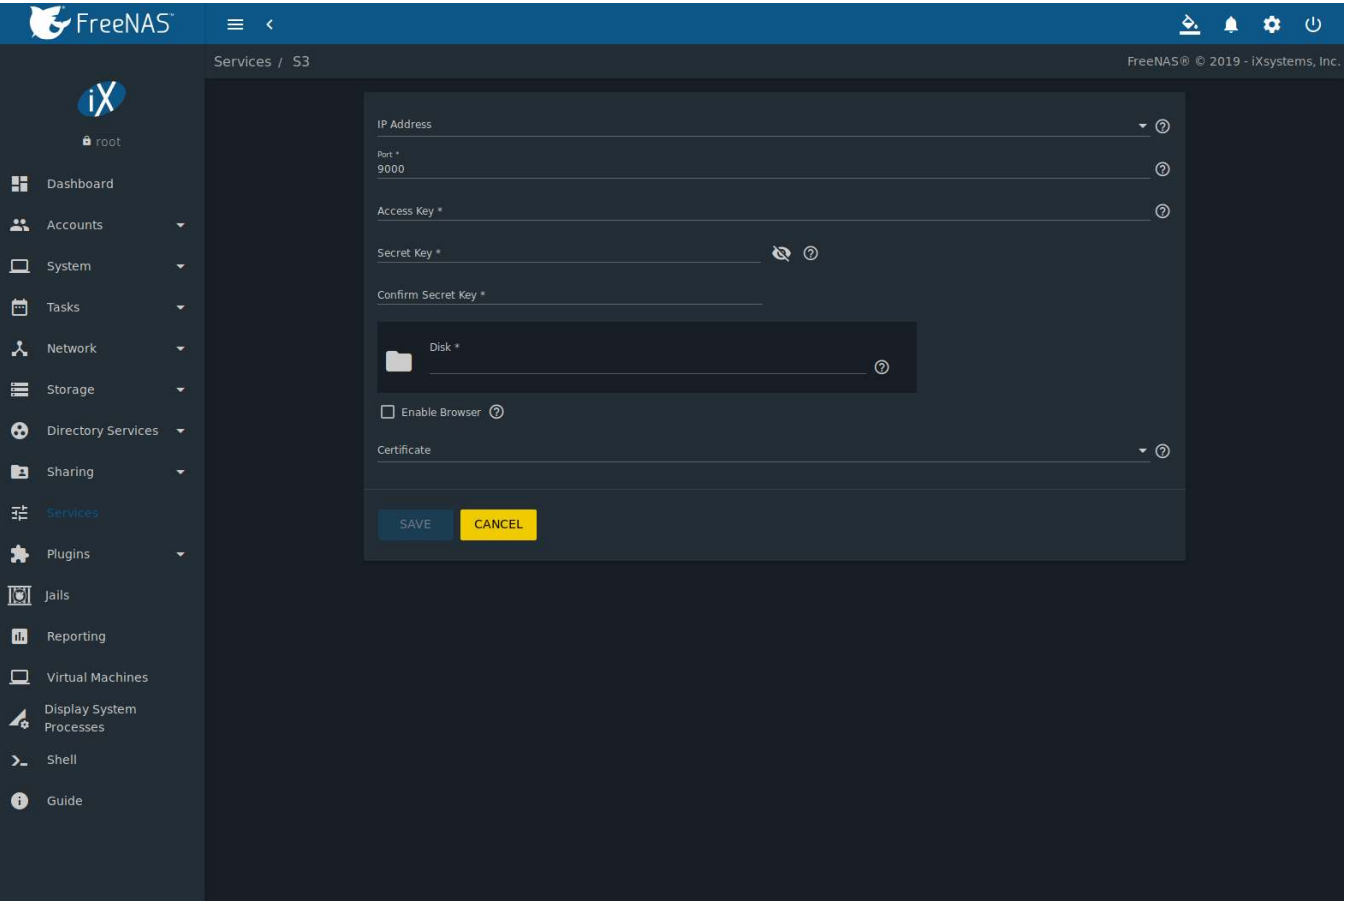 FreeNAS™
Services / S3
FreeNAS® © 2019 - iXsystems, Inc.
iX
root
Dashboard
Accounts
System
Tasks
Network
Storage
Directory Services
Sharing
Services
Plugins
Jails
Reporting
Virtual Machines
Display System
Processes
Shell
Guide
IP Address
Port *
9000
Access Key *
Secret Key *
Confirm Secret Key *
Disk *
Enable Browser
Certificate
SAVE
CANCEL